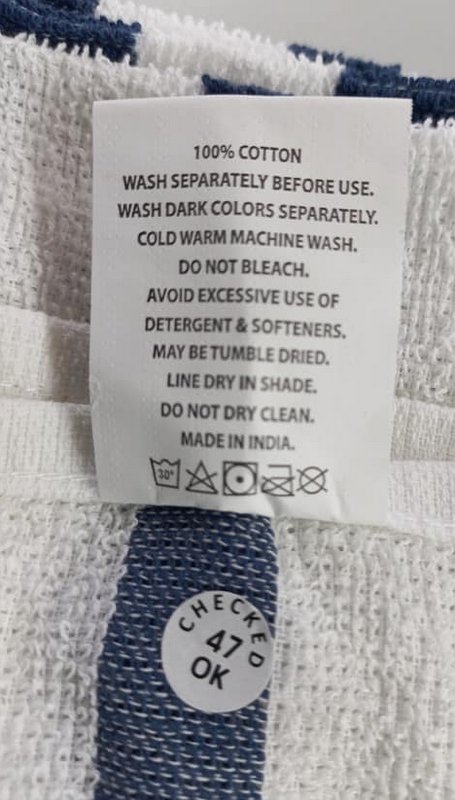 100% COTTON
WASH SEPARATELY BEFORE USE.
WASH DARK COLORS SEPARATELY.
COLD WARM MACHINE WASH.
DO NOT BLEACH.
AVOID EXCESSIVE USE OF
DETERGENT & SOFTENERS.
MAY BE TUMBLE DRIED.
LINE DRY IN SHADE.
DO NOT DRY CLEAN.
MADE IN INDIA.
30°
CHECKED
47
OK